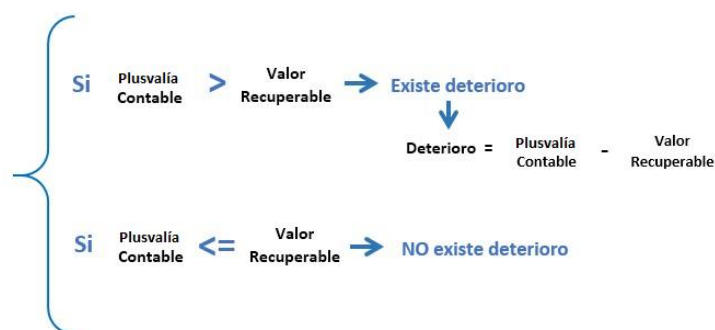 Si Plusvalía Contable > Valor Recuperable → Existe deterioro
Deterioro = Plusvalía Contable - Valor Recuperable
Si Plusvalía Contable <= Valor Recuperable → NO existe deterioro